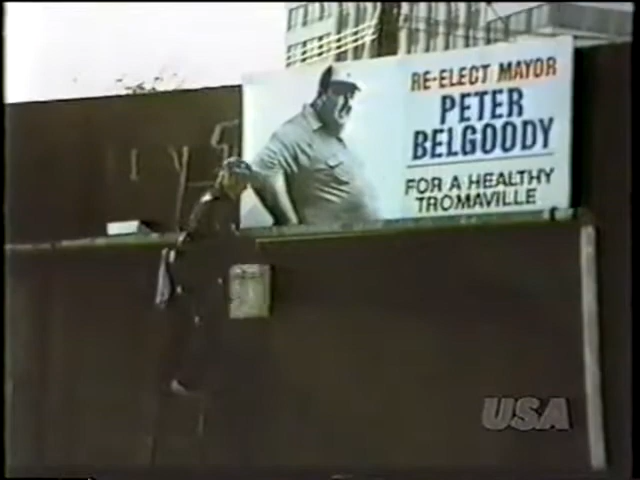 RE-ELECT MAYOR
PETER
BELGOODY
FOR A HEALTHY
TROMAVILLE
USA